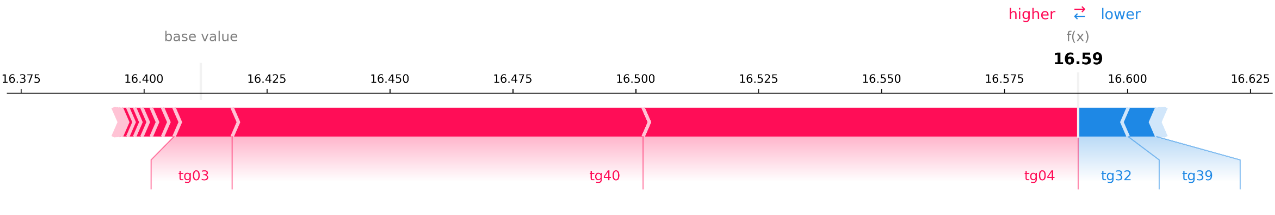 higher ⇄ lower
base value f(x)
16.59
16.375 16.400 16.425 16.450 16.475 16.500 16.525 16.550 16.575 16.600 16.625
tg03 tg40 tg04 tg32 tg39